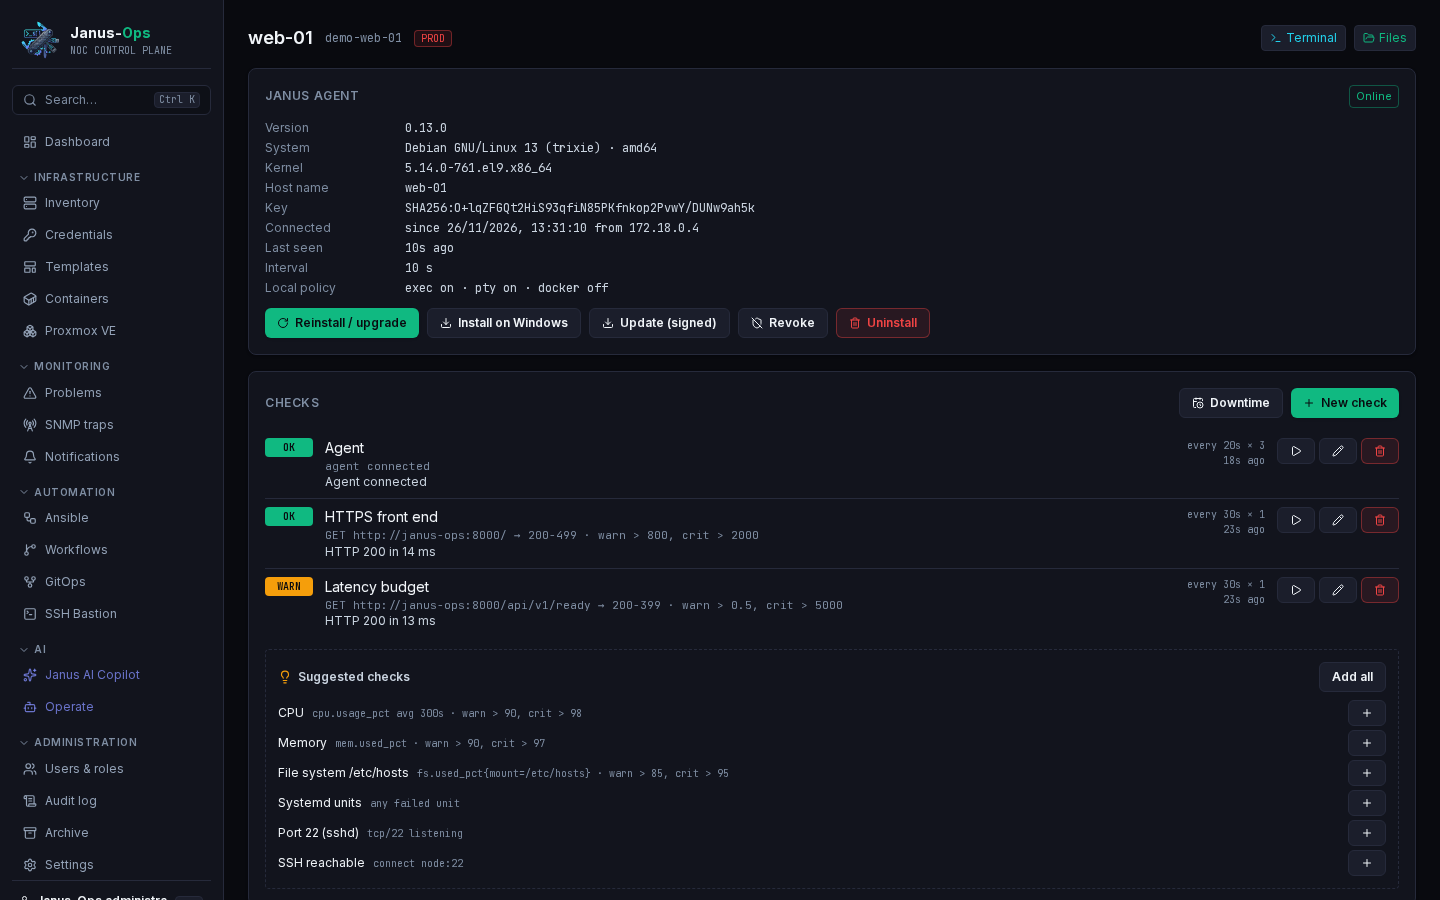 Janus-Ops
NOC CONTROL PLANE
Search…
Ctrl K
Dashboard
INFRASTRUCTURE
Inventory
Credentials
Templates
Containers
Proxmox VE
MONITORING
Problems
SNMP traps
Notifications
AUTOMATION
Ansible
Workflows
GitOps
SSH Bastion
AI
Janus AI Copilot
Operate
ADMINISTRATION
Users & roles
Audit log
Archive
Settings
web-01 demo-web-01 PROD
Terminal
Files
JANUS AGENT
Online
Version 0.13.0
System Debian GNU/Linux 13 (trixie) · amd64
Kernel 5.14.0-761.el9.x86_64
Host name web-01
Key SHA256:O+lqZFGQt2HiS93qfiN85PKfnkop2PvwY/DUNw9ah5k
Connected since 26/11/2026, 13:31:10 from 172.18.0.4
Last seen 10s ago
Interval 10 s
Local policy exec on · pty on · docker off
Reinstall / upgrade
Install on Windows
Update (signed)
Revoke
Uninstall
CHECKS
Downtime
New check
OK Agent
agent connected
Agent connected
every 20s × 3
18s ago
OK HTTPS front end
GET http://janus-ops:8000/ → 200-499 · warn > 800, crit > 2000
HTTP 200 in 14 ms
every 30s × 1
23s ago
WARN Latency budget
GET http://janus-ops:8000/api/v1/ready → 200-399 · warn > 0.5, crit > 5000
HTTP 200 in 13 ms
every 30s × 1
23s ago
Suggested checks
Add all
CPU cpu.usage_pct avg 300s · warn > 90, crit > 98
Memory mem.used_pct · warn > 90, crit > 97
File system /etc/hosts fs.used_pct{mount=/etc/hosts} · warn > 85, crit > 95
Systemd units any failed unit
Port 22 (sshd) tcp/22 listening
SSH reachable connect node:22